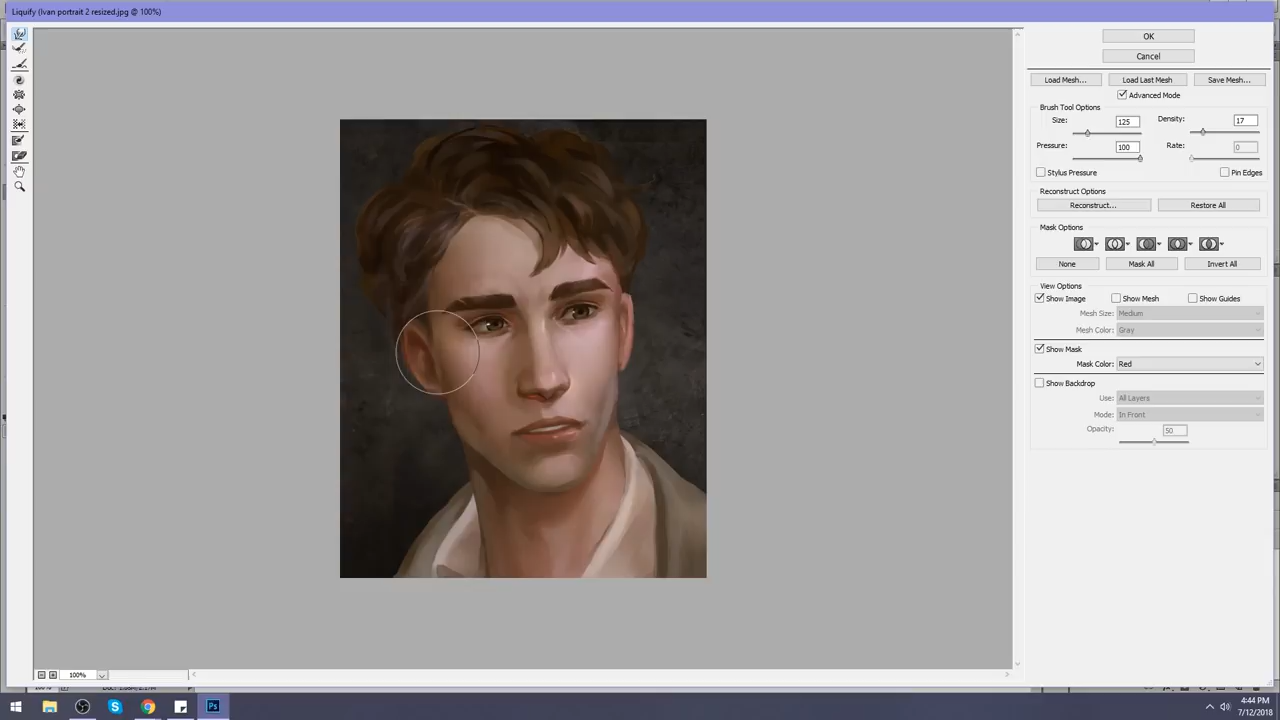 Liquify (Ivan portrait 2 resized.jpg @ 100%)
OK
Cancel
Load Mesh...
Load Last Mesh
Save Mesh...
Advanced Mode
Brush Tool Options
Size: 125
Density: 17
Pressure: 100
Rate: 0
Stylus Pressure
Pin Edges
Reconstruct Options
Reconstruct...
Restore All
Mask Options
None
Mask All
Invert All
View Options
Show Image
Show Mesh
Show Guides
Mesh Size: Medium
Mesh Color: Gray
Show Mask
Mask Color: Red
Show Backdrop
Use: All Layers
Mode: In Front
Opacity: 50
100%
4:44 PM
7/12/2018